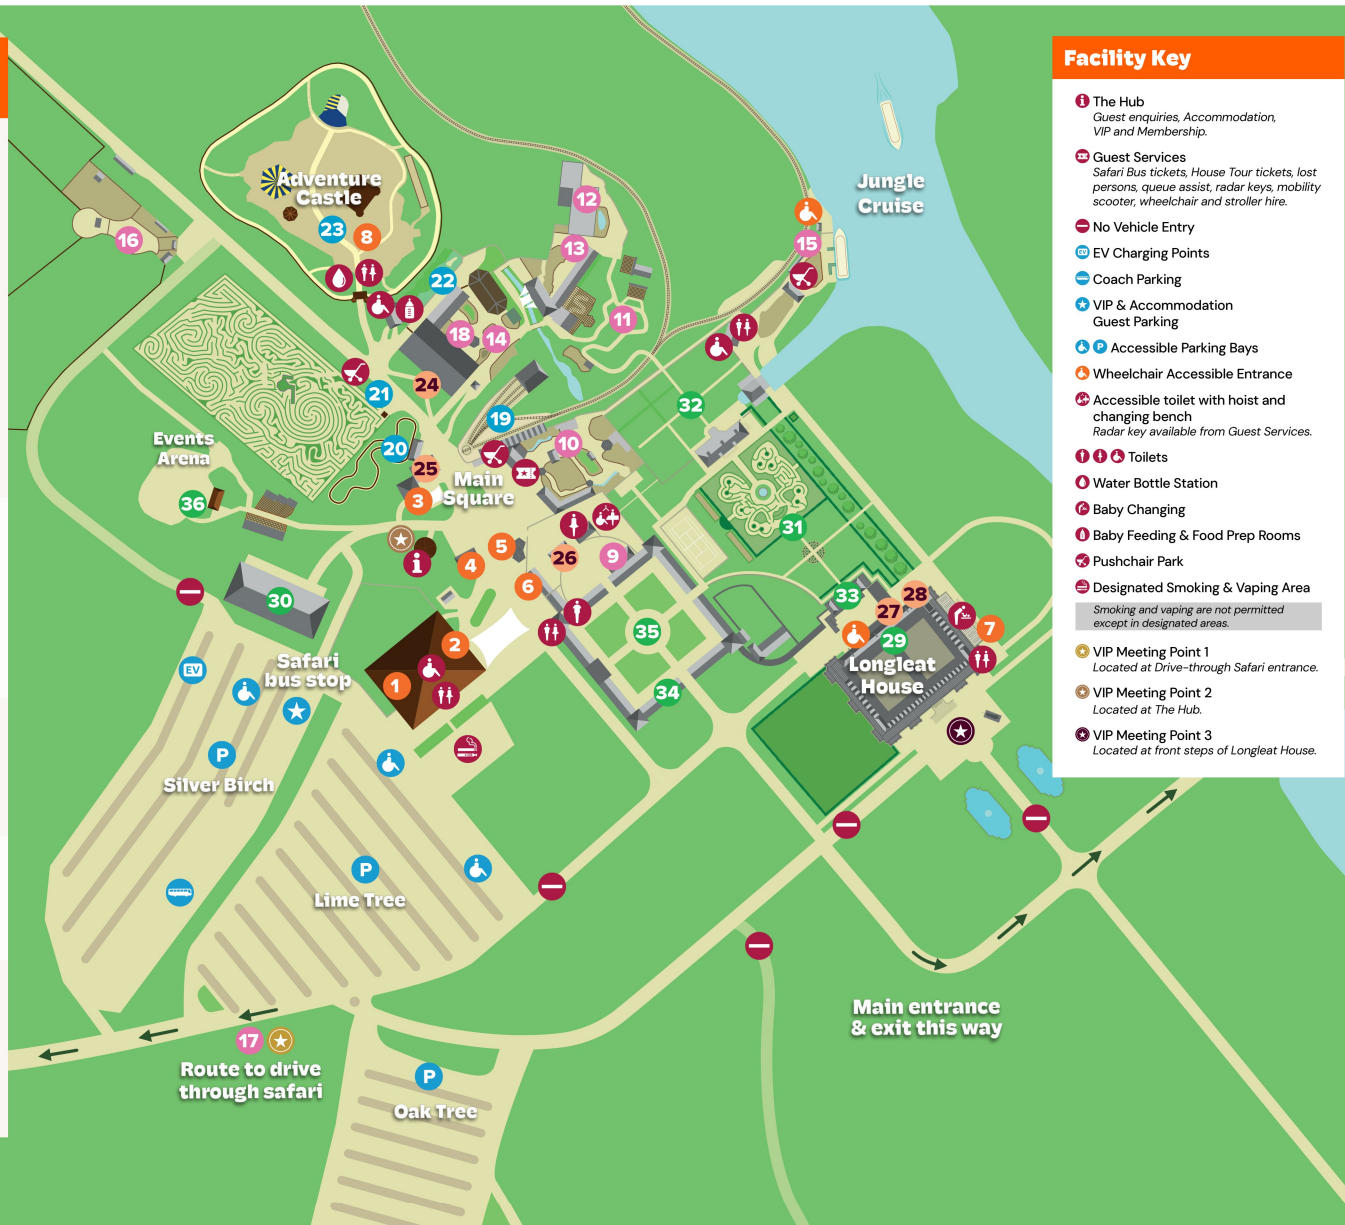 Adventure
Castle
23
8
12
13
16
22
11
18
14
24
21
19
20
25
10
3
Main
Square
Events
Arena
36
Jungle
Cruise
15
32
31
5
4
6
26
9
i
30
Safari
bus stop
2
1
35
34
33
28
27
29
7
Longleat
House
EV
P
Silver Birch
P
Lime Tree
17
Route to drive
through safari
P
Oak Tree
Main entrance
& exit this way
Facility Key
i The Hub
Guest enquiries, Accommodation,
VIP and Membership.
Guest Services
Safari Bus tickets, House Tour tickets, lost
persons, queue assist, radar keys, mobility
scooter, wheelchair and stroller hire.
No Vehicle Entry
EV EV Charging Points
Coach Parking
VIP & Accommodation
Guest Parking
P Accessible Parking Bays
Wheelchair Accessible Entrance
Accessible toilet with hoist and
changing bench
Radar key available from Guest Services.
Toilets
Water Bottle Station
Baby Changing
Baby Feeding & Food Prep Rooms
Pushchair Park
Designated Smoking & Vaping Area
Smoking and vaping are not permitted
except in designated areas.
VIP Meeting Point 1
Located at Drive-through Safari entrance.
VIP Meeting Point 2
Located at The Hub.
VIP Meeting Point 3
Located at front steps of Longleat House.